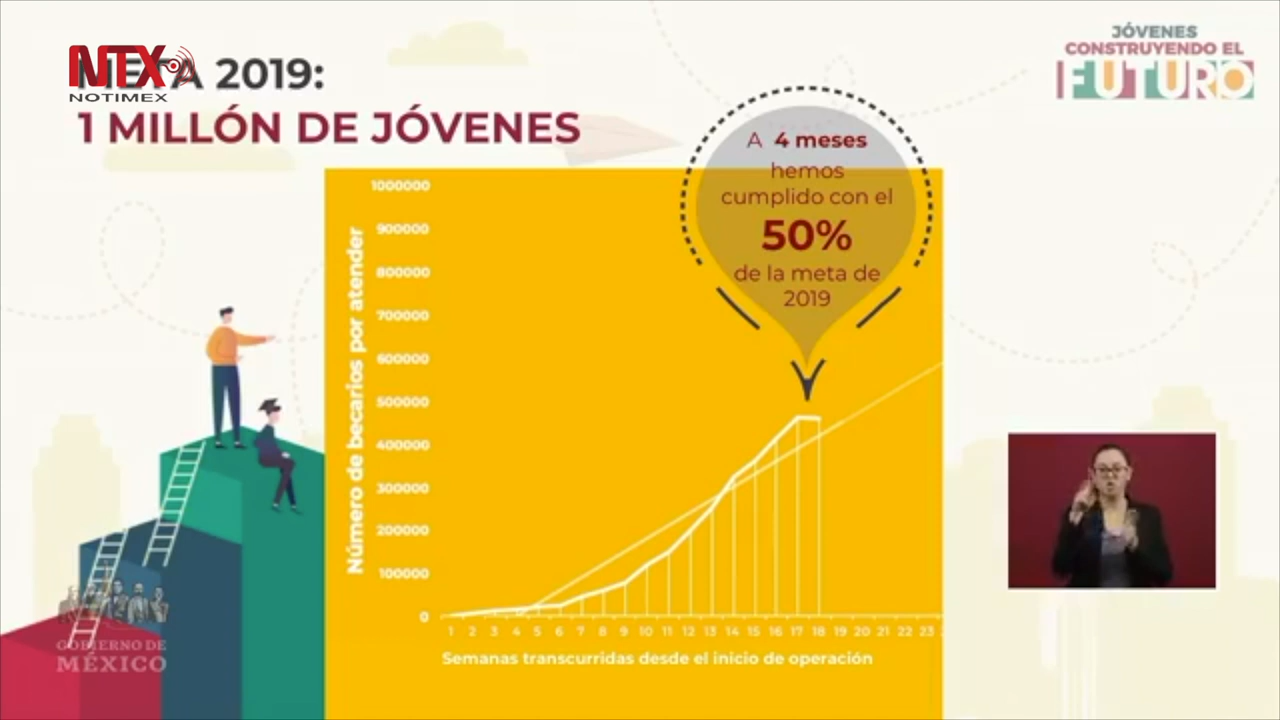 NTX
NOTIMEX
META 2019:
1 MILLÓN DE JÓVENES
JÓVENES
CONSTRUYENDO EL
FUTURO
A 4 meses
hemos
cumplido con el
50%
de la meta de
2019
Número de becarios por atender
1000000
900000
800000
700000
600000
500000
400000
300000
200000
100000
0
1 2 3 4 5 6 7 8 9 10 11 12 13 14 15 16 17 18 19 20 21 22 23
Semanas transcurridas desde el inicio de operación
GOBIERNO DE
MÉXICO